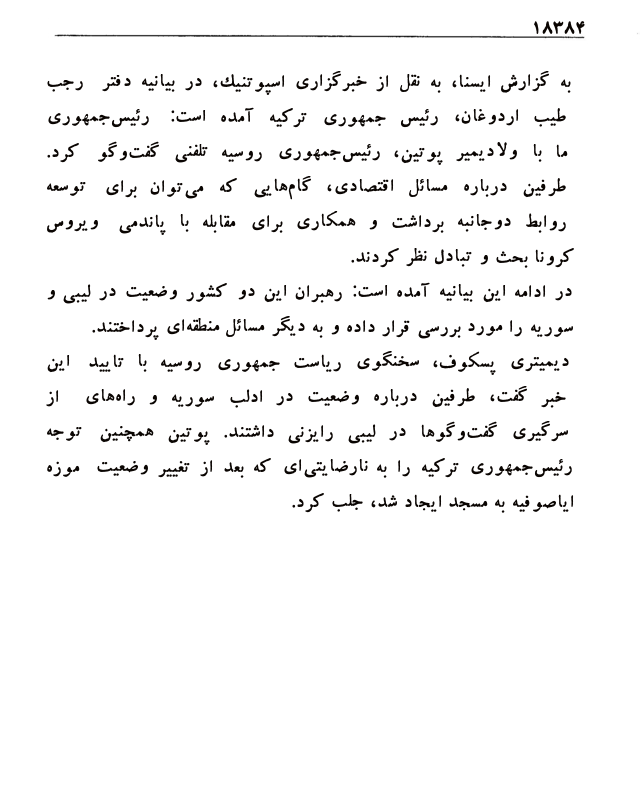 ۱۸۳۸۴
به گزارش ایسنا، به نقل از خبرگزاری اسپوتنیك، در بیانیه دفتر رجب
طیب اردوغان، رئیس جمهوری ترکیه آمده است: رئیس‌جمهوری
ما با ولادیمیر پوتین، رئیس‌جمهوری روسیه تلفنی گفت‌وگو کرد.
طرفین درباره مسائل اقتصادی، گام‌هایی که می‌توان برای توسعه
روابط دوجانبه برداشت و همکاری برای مقابله با پاندمی ویروس
کرونا بحث و تبادل نظر کردند.
در ادامه این بیانیه آمده است: رهبران این دو کشور وضعیت در لیبی و
سوریه را مورد بررسی قرار داده و به دیگر مسائل منطقه‌ای پرداختند.
دیمیتری پسکوف، سخنگوی ریاست جمهوری روسیه با تایید این
خبر گفت، طرفین درباره وضعیت در ادلب سوریه و راه‌های از
سرگیری گفت‌وگوها در لیبی رایزنی داشتند. پوتین همچنین توجه
رئیس‌جمهوری ترکیه را به نارضایتی‌ای که بعد از تغییر وضعیت موزه
ایاصوفیه به مسجد ایجاد شد، جلب کرد.